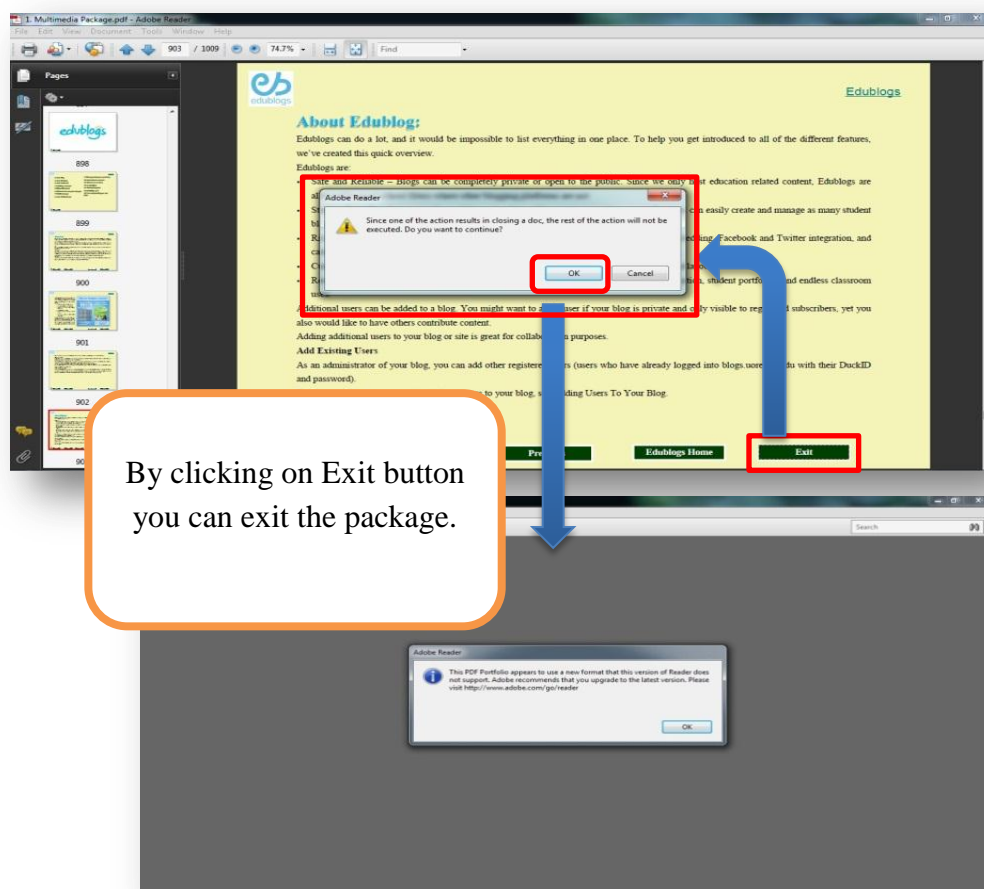 1. Multimedia Package.pdf - Adobe Reader
File Edit View Document Tools Window Help
903 / 1009 74.7% Find
Pages
edublogs
898
899
900
901
902
edublogs
Edublogs
About Edublog:
Edublogs can do a lot, and it would be impossible to list everything in one place. To help you get introduced to all of the different features,
we've created this quick overview.
Edublogs are:
Safe and Reliable – Blogs can be completely private or open to the public. Since we only education related content, Edublogs are
can easily create and manage as many student
Facebook and Twitter integration, and
student and endless classroom
Adobe Reader
Since one of the action results in closing a doc, the rest of the action will not be
executed. Do you want to continue?
OK Cancel
Additional users can be added to a blog. You might want to user if your blog is private and only visible to subscribers, yet you
also would like to have others contribute content.
Adding additional users to your blog or site is great for purposes.
Add Existing Users
As an administrator of your blog, you can add other (users who have already logged into with their DuckID
and password).
to your blog, Users To Your Blog.
Edublogs Home
Exit
By clicking on Exit button
you can exit the package.
Search
Adobe Reader
This PDF Portfolio appears to use a new format that this version of Reader does
not support. Adobe recommends that you upgrade to the latest version. Please
visit http://www.adobe.com/go/reader
OK